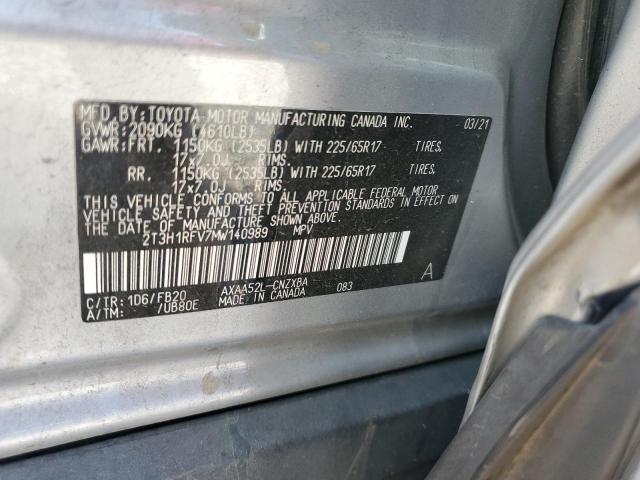 MFD.BY:TOYOTA MOTOR MANUFACTURING CANADA INC. 03/21
GVWR:2090KG (4610LB)
GAWR:FRT. 1150KG (2535LB) WITH 225/65R17 TIRES.
17x7.0J RIMS.
RR. 1150KG (2535LB) WITH 225/65R17 TIRES.
17x7.0J RIMS.
THIS VEHICLE CONFORMS TO ALL APPLICABLE FEDERAL MOTOR
VEHICLE SAFETY AND THEFT PREVENTION STANDARDS IN EFFECT ON
THE DATE OF MANUFACTURE SHOWN ABOVE.
2T3H1RFV7MW140989 MPV
A
C/TR:1D6/FB20 AXAA52L-CNZXBA 083
A/TM: /UB80E MADE IN CANADA